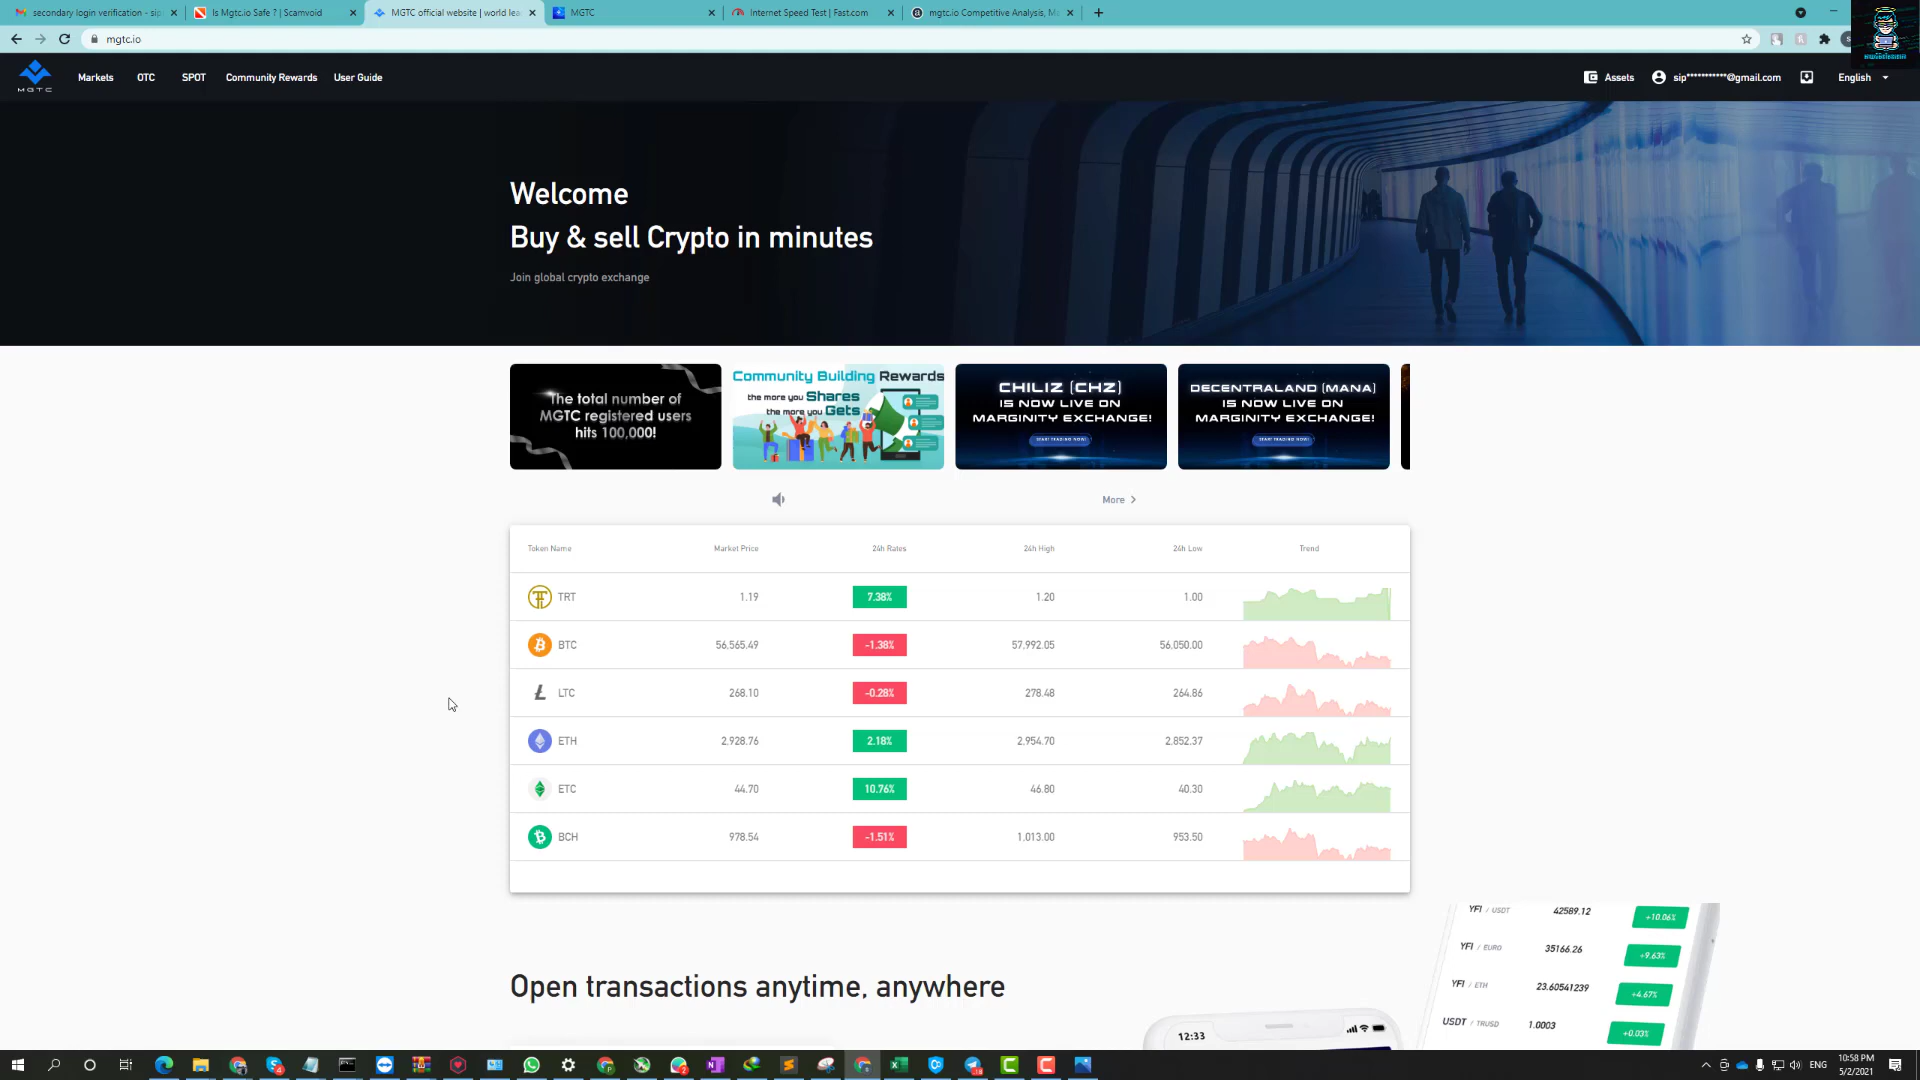 secondary login verification - sip
Is Mgtc.io Safe ? | Scamvoid
MGTC official website | world lea
MGTC
Internet Speed Test | Fast.com
mgtc.io Competitive Analysis, Ma
mgtc.io
MGTC
Markets
OTC
SPOT
Community Rewards
User Guide
Assets
sip***********@gmail.com
English
Welcome
Buy & sell Crypto in minutes
Join global crypto exchange
The total number of
MGTC registered users
hits 100,000!
Community Building Rewards
the more you Shares
the more you Gets
CHILIZ (CHZ)
IS NOW LIVE ON
MARGINITY EXCHANGE!
START TRADING NOW!
DECENTRALAND (MANA)
IS NOW LIVE ON
MARGINITY EXCHANGE!
START TRADING NOW!
More
Token Name Market Price 24h Rates 24h High 24h Low Trend
TRT 1.19 7.38% 1.20 1.00
BTC 56,565.49 -1.38% 57,992.05 56,050.00
LTC 268.10 -0.28% 278.48 264.86
ETH 2,928.76 2.18% 2,954.70 2,852.37
ETC 44.70 10.76% 46.80 40.30
BCH 978.54 -1.51% 1,013.00 953.50
Open transactions anytime, anywhere
YFI / USDT 42589.12 +10.06%
YFI / EURO 35166.26 +9.63%
YFI / ETH 23.60541239 +4.67%
USDT / TRUSD 1.0003 +0.03%
12:33
ENG
10:58 PM
5/2/2021